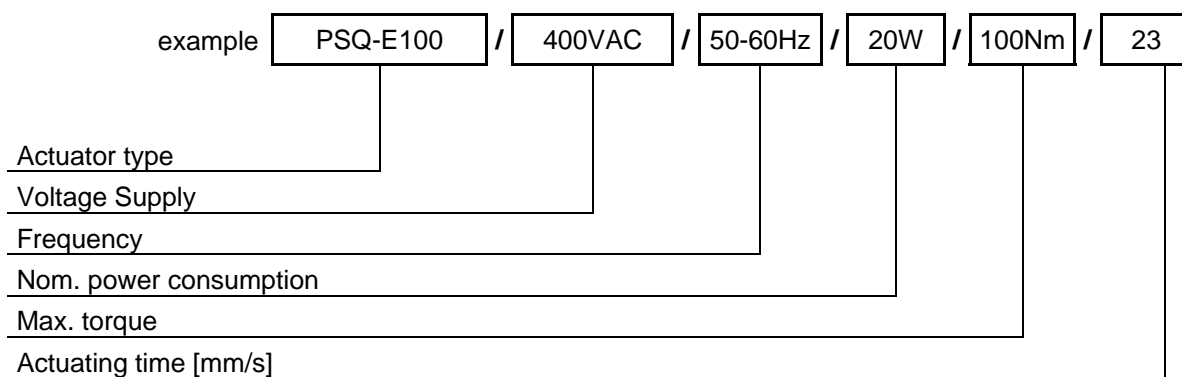 example PSQ-E100 / 400VAC / 50-60Hz / 20W / 100Nm / 23
Actuator type
Voltage Supply
Frequency
Nom. power consumption
Max. torque
Actuating time [mm/s]